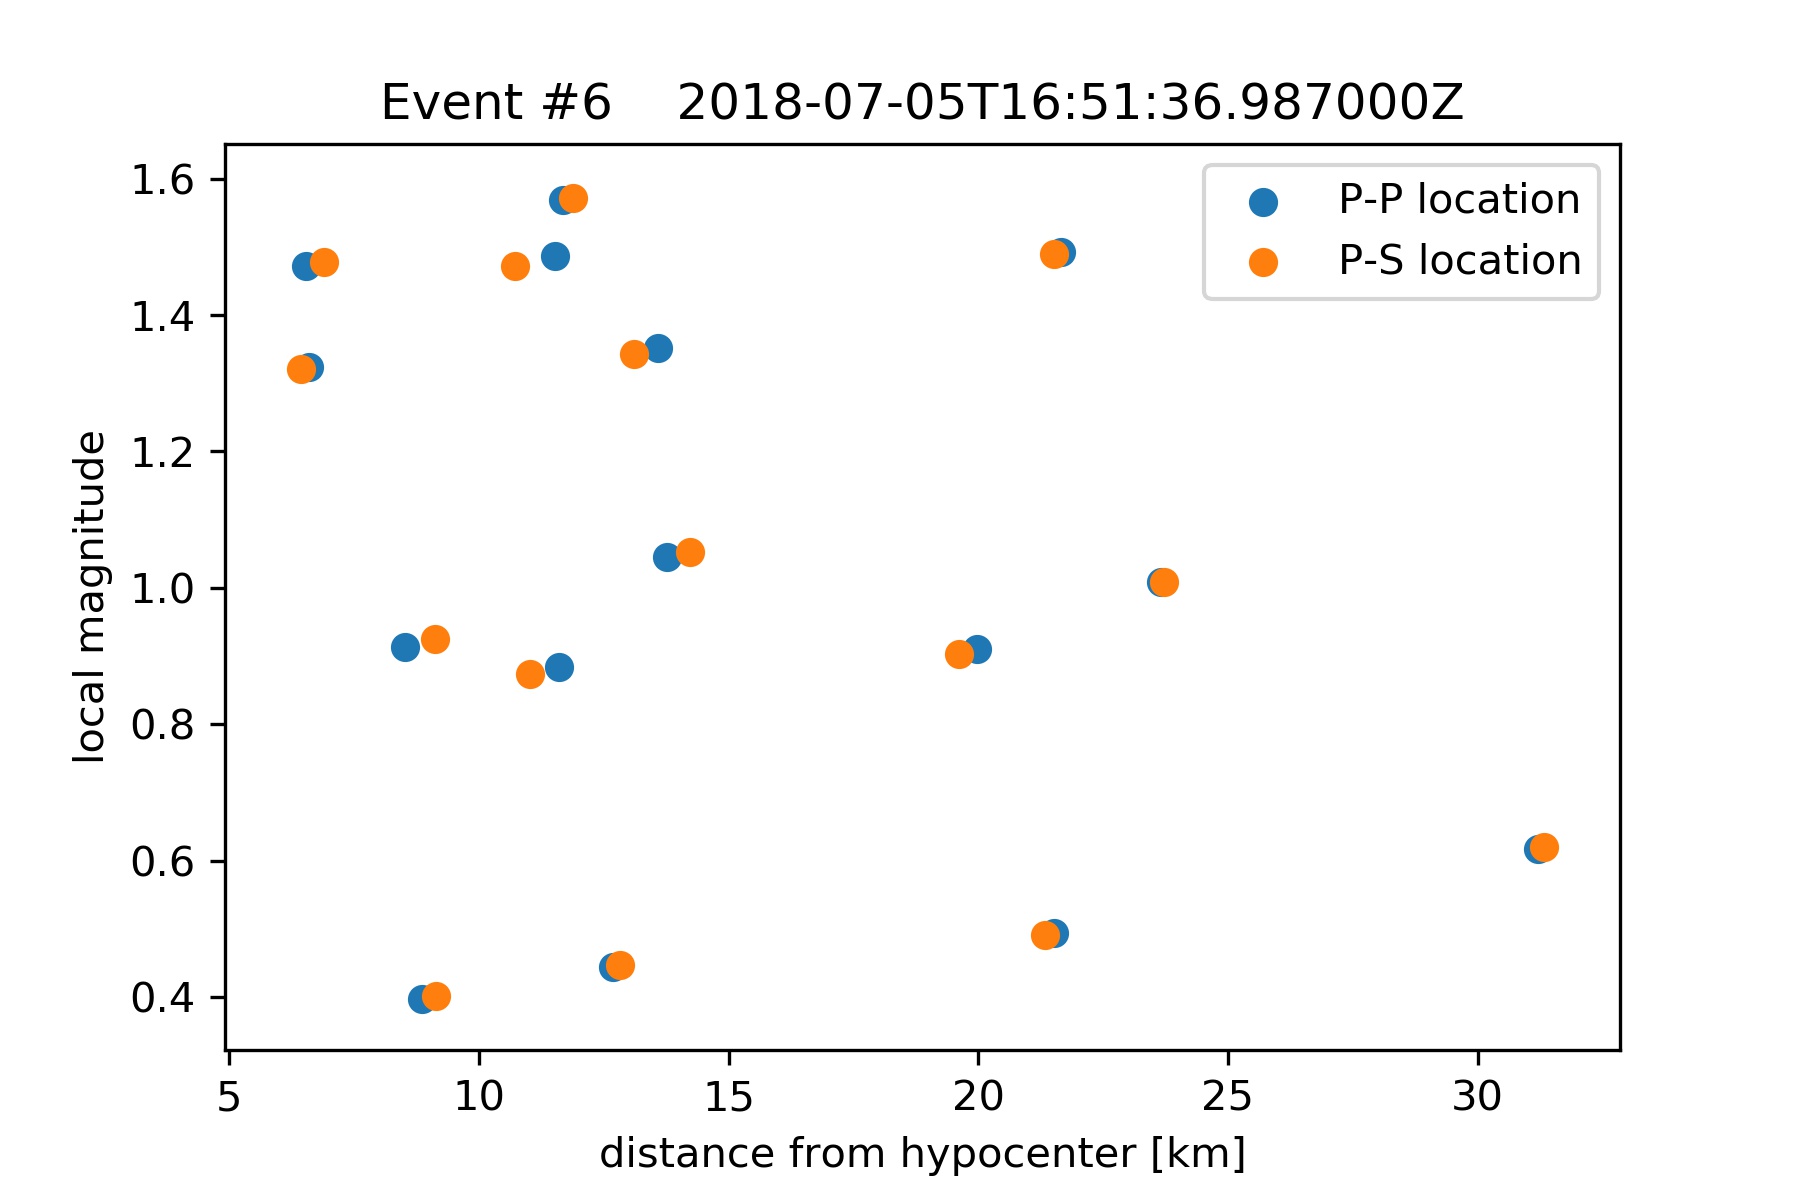 Event #6    2018-07-05T16:51:36.987000Z
P-P location
P-S location
local magnitude
1.6
1.4
1.2
1.0
0.8
0.6
0.4
5 10 15 20 25 30
distance from hypocenter [km]